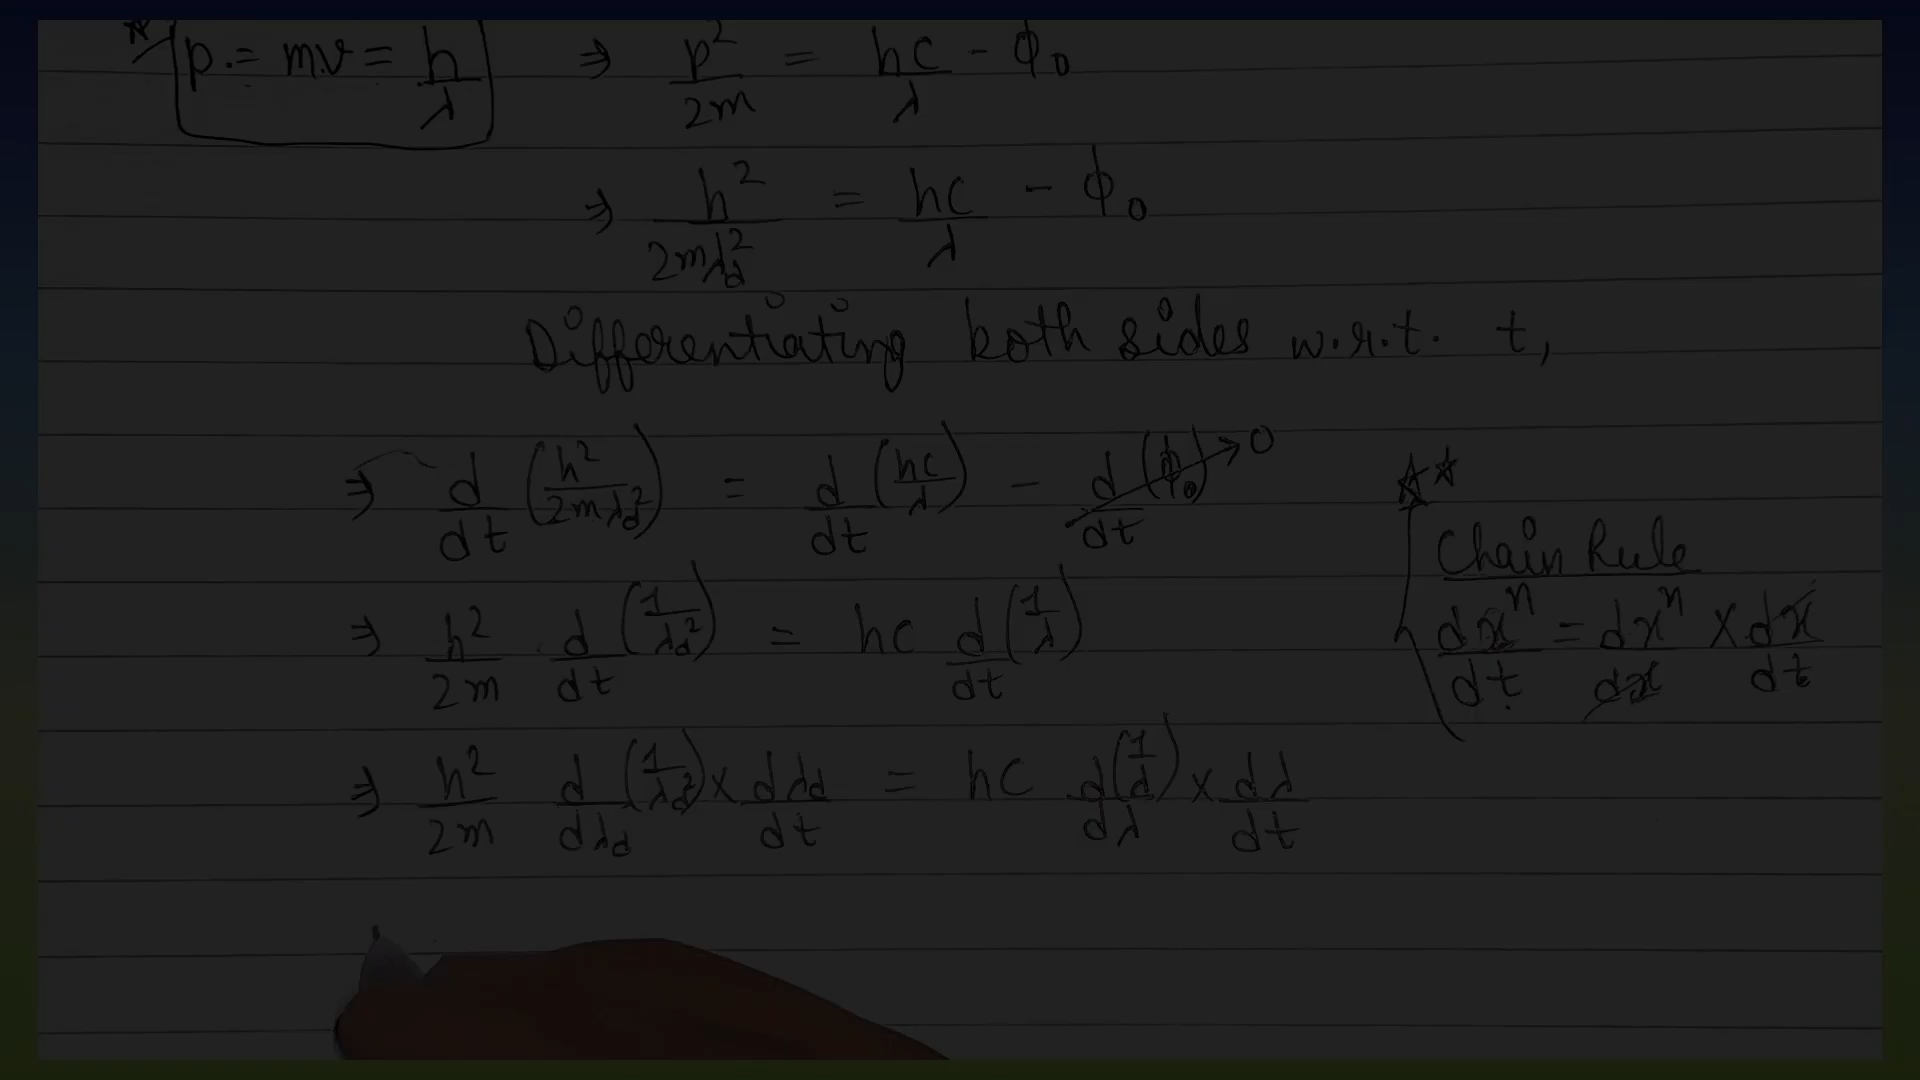 p = mv = h/λ ⇒ p²/2m = hc/λ - ϕ₀
⇒ h²/2mλd² = hc/λ - ϕ₀
Differentiating both sides w.r.t. t,
⇒ d/dt (h²/2mλd²) = d/dt (hc/λ) - d/dt (ϕ₀) → 0
⇒ h²/2m d/dt (1/λd²) = hc d/dt (1/λ)
⇒ h²/2m d/dλd (1/λd²) × dλd/dt = hc d/dλ (1/λ) × dλ/dt
Chain Rule
dxⁿ/dt = dxⁿ/dx × dx/dt